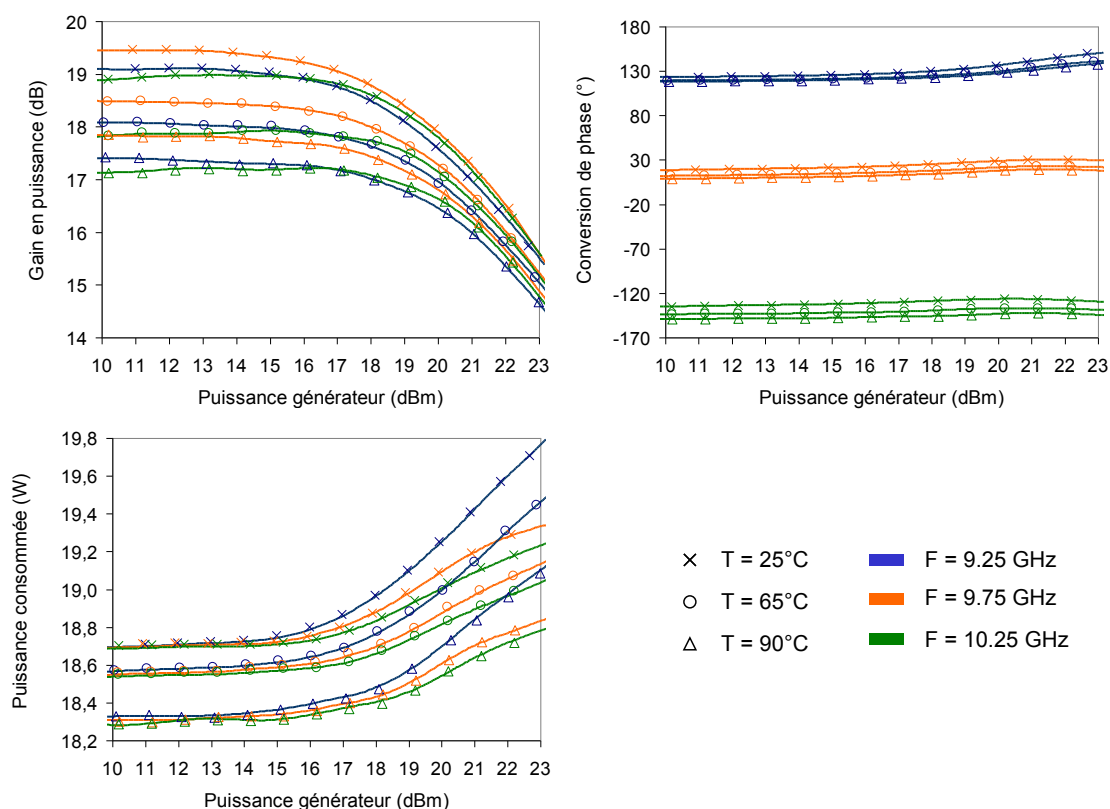 20
19
18
17
16
15
14
Gain en puissance (dB)
10 11 12 13 14 15 16 17 18 19 20 21 22 23
Puissance générateur (dBm)
180
130
80
30
-20
-70
-120
-170
Conversion de phase (°)
10 11 12 13 14 15 16 17 18 19 20 21 22 23
Puissance générateur (dBm)
19,8
19,6
19,4
19,2
19,0
18,8
18,6
18,4
18,2
Puissance consommée (W)
10 11 12 13 14 15 16 17 18 19 20 21 22 23
Puissance générateur (dBm)
T = 25°C
F = 9.25 GHz
T = 65°C
F = 9.75 GHz
T = 90°C
F = 10.25 GHz